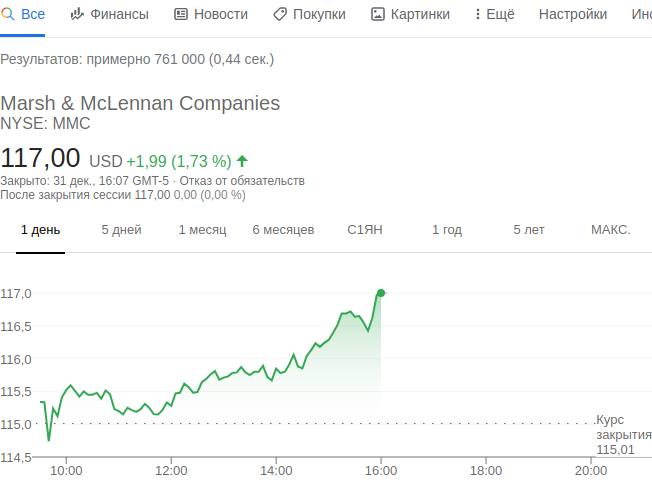 Все Финансы Новости Покупки Картинки Ещё Настройки
Результатов: примерно 761 000 (0,44 сек.)
Marsh & McLennan Companies
NYSE: MMC
117,00 USD +1,99 (1,73 %)
Закрыто: 31 дек., 16:07 GMT-5 · Отказ от обязательств
После закрытия сессии 117,00 0,00 (0,00 %)
1 день 5 дней 1 месяц 6 месяцев С1ЯН 1 год 5 лет МАКС.
117,0
116,5
116,0
115,5
115,0
Курс
закрытия
115,01
114,5
10:00 12:00 14:00 16:00 18:00 20:00